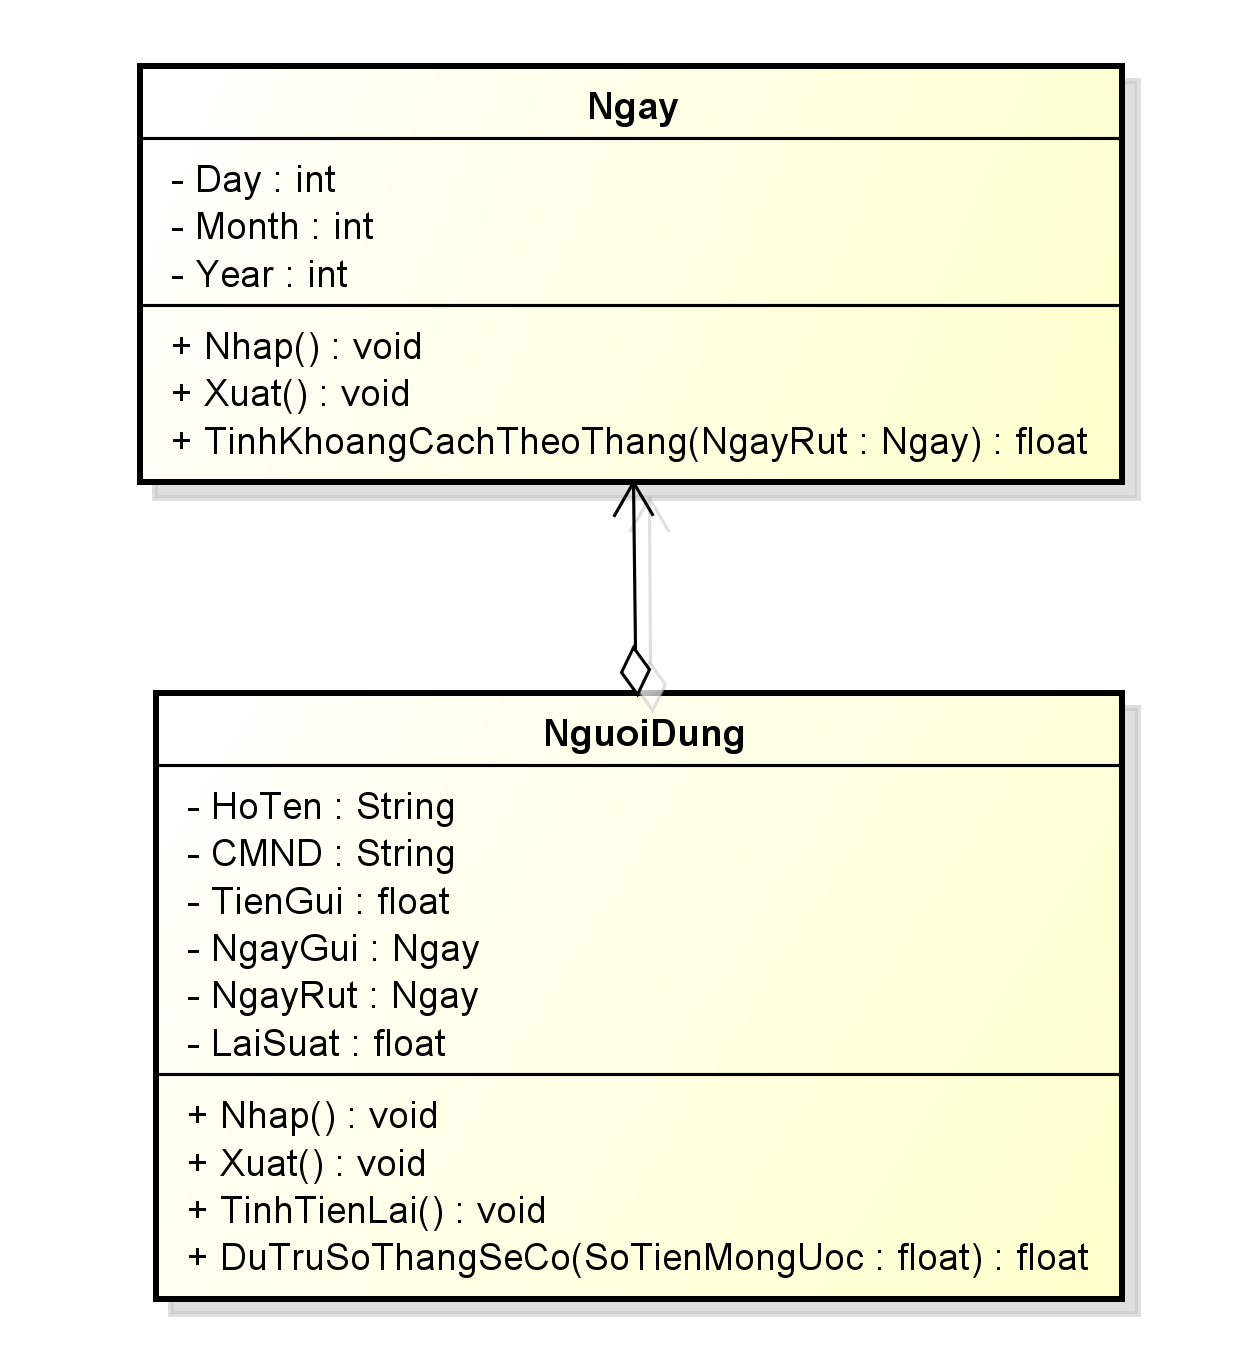 Ngay
- Day : int
- Month : int
- Year : int
+ Nhap() : void
+ Xuat() : void
+ TinhKhoangCachTheoThang(NgayRut : Ngay) : float
NguoiDung
- HoTen : String
- CMND : String
- TienGui : float
- NgayGui : Ngay
- NgayRut : Ngay
- LaiSuat : float
+ Nhap() : void
+ Xuat() : void
+ TinhTienLai() : void
+ DuTruSoThangSeCo(SoTienMongUoc : float) : float